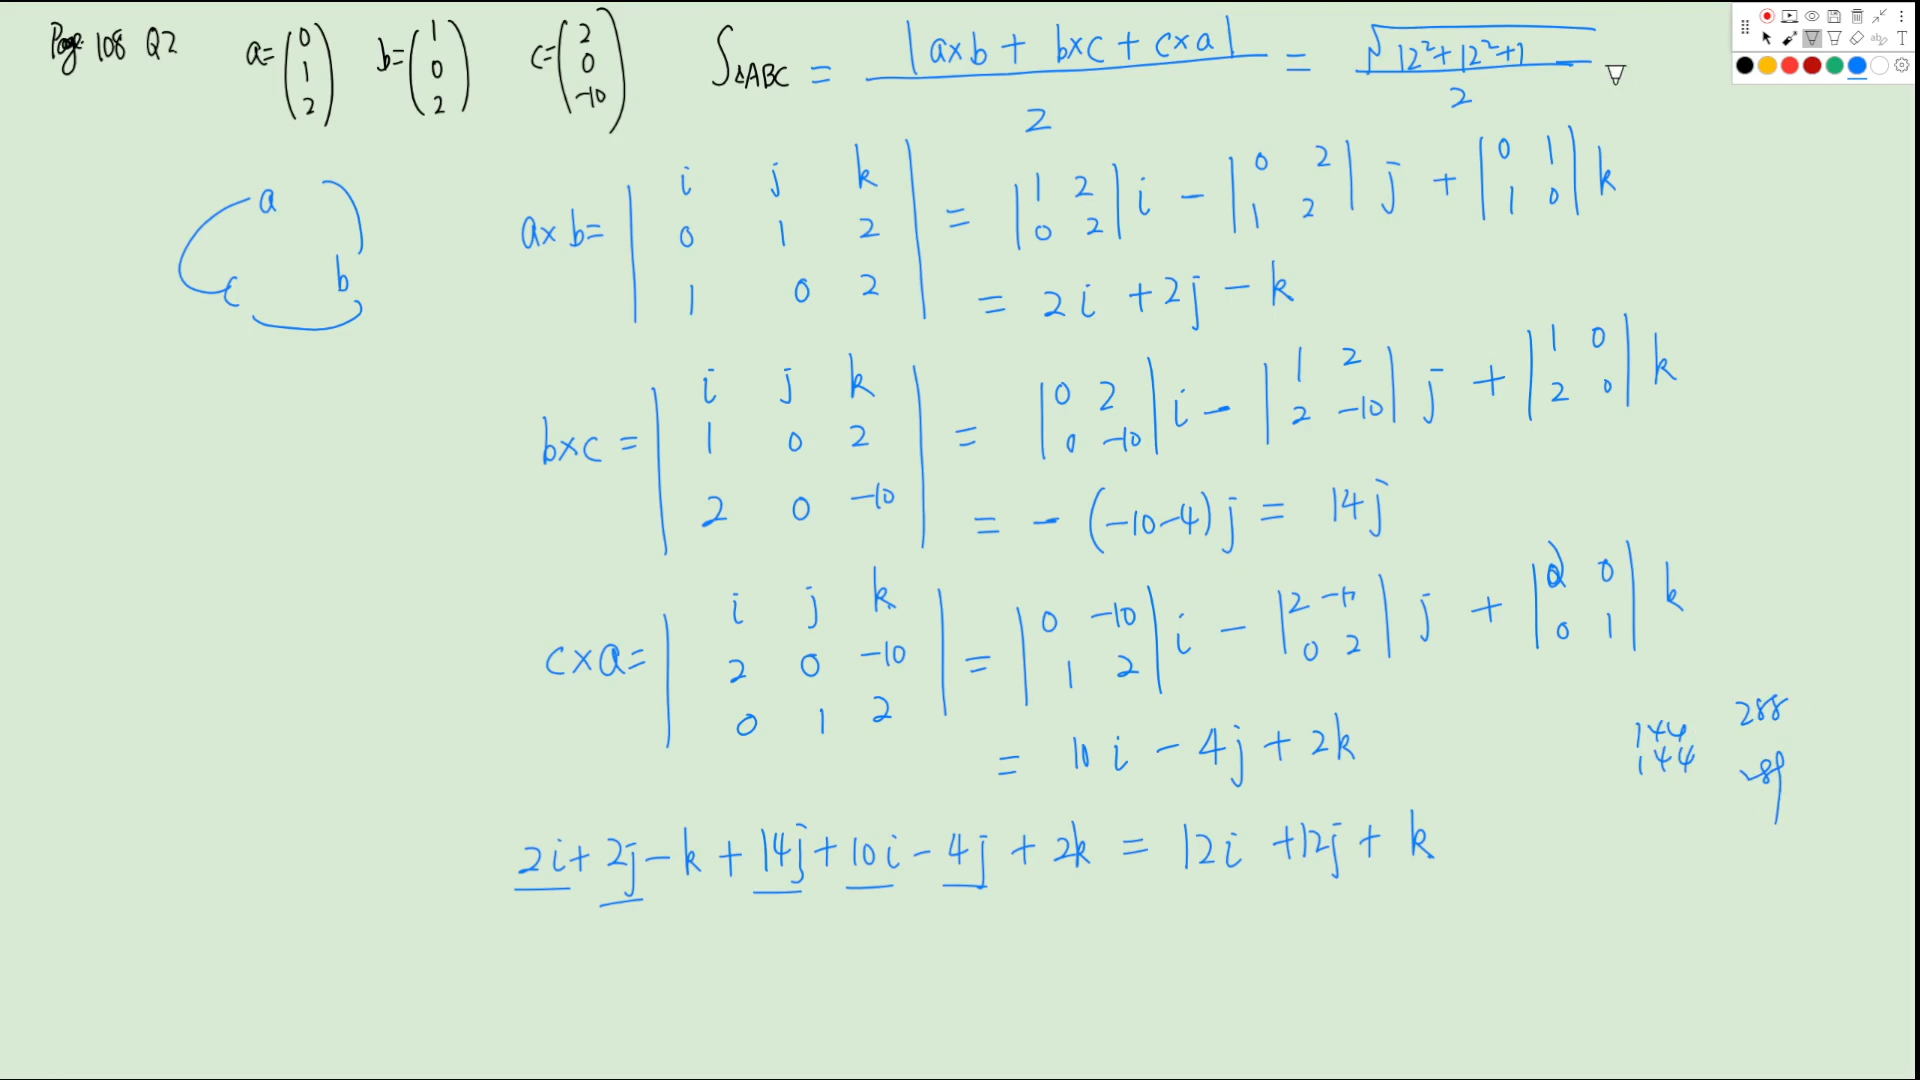 Page 108 Q2 a=(0 1 2) b=(1 0 2) c=(2 0 -10) S△ABC = |a×b + b×c + c×a| / 2 = √(12²+12²+1) / 2
a
b
c
a×b= |i j k; 0 1 2; 1 0 2| = |1 2; 0 2| i - |0 2; 1 2| j + |0 1; 1 0| k
= 2i +2j - k
b×c = |i j k; 1 0 2; 2 0 -10| = |0 2; 0 -10| i - |1 2; 2 -10| j + |1 0; 2 0| k
= - (-10-4) j = 14j
c×a= |i j k; 2 0 -10; 0 1 2| = |0 -10; 1 2| i - |2 -10; 0 2| j + |2 0; 0 1| k
= 10i - 4j + 2k
144
144
288
2i+ 2j - k + 14j + 10i - 4j + 2k = 12i +12j + k